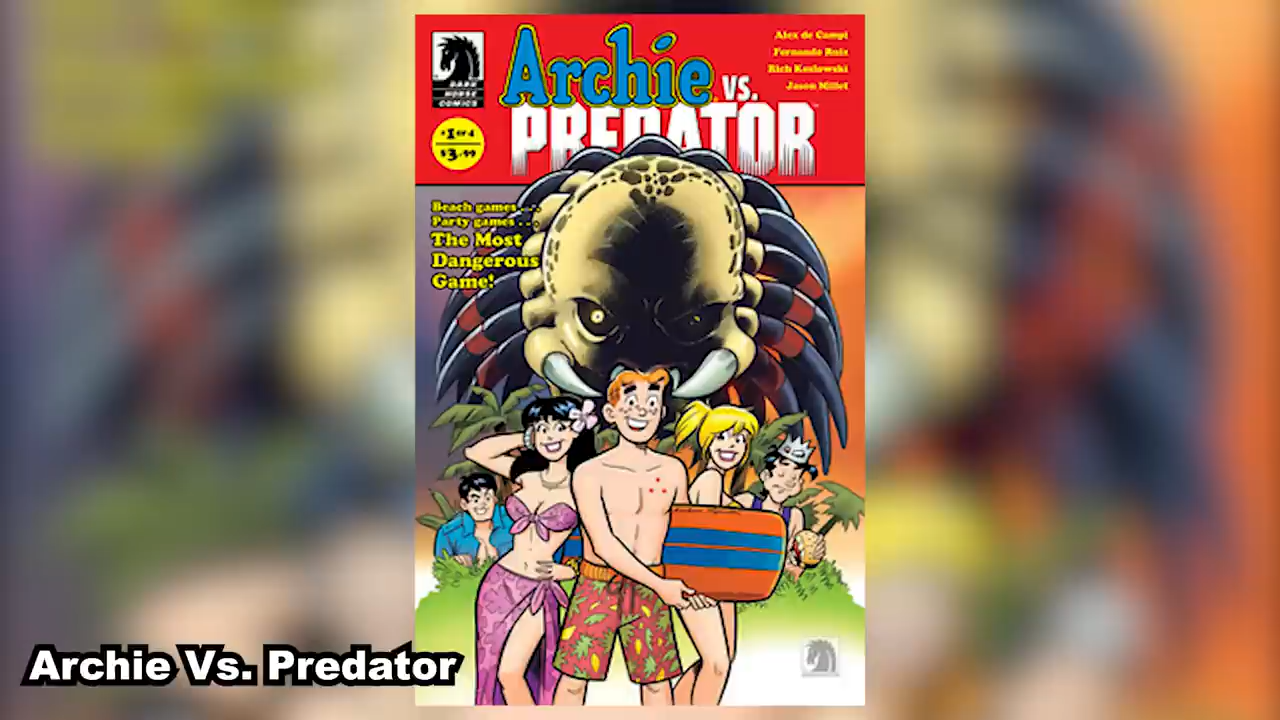 Archie
VS.
PREDATOR
Alex de Campi
Fernando Ruiz
Rich Koslowski
Jason Millet
DARK
HORSE
COMICS
#1 OF 4
$3.99
Beach games . . .
Party games . . .
The Most
Dangerous
Game!
Archie Vs. Predator